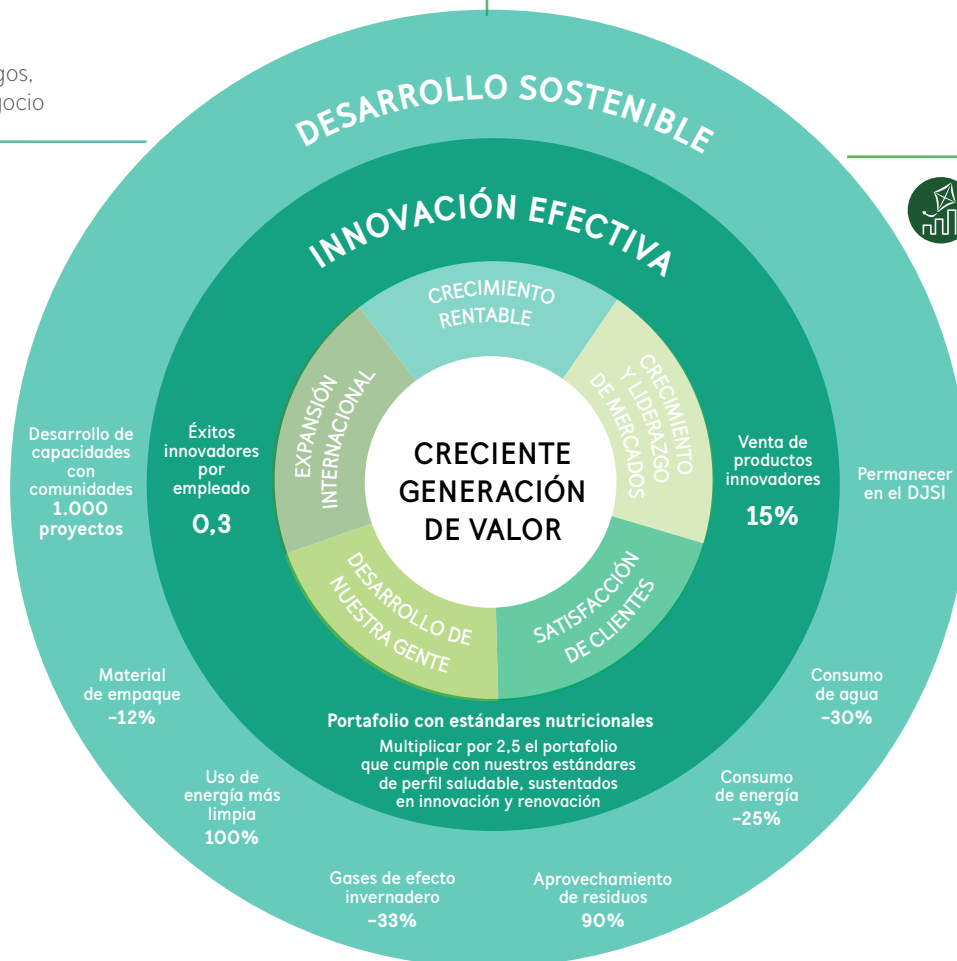 DESARROLLO SOSTENIBLE
INNOVACIÓN EFECTIVA
CRECIMIENTO
RENTABLE
EXPANSIÓN
INTERNACIONAL
CRECIMIENTO
Y LIDERAZGO
DE MERCADOS
CRECIENTE
GENERACIÓN
DE VALOR
DESARROLLO DE
NUESTRA GENTE
SATISFACCIÓN
DE CLIENTES
Desarrollo de
capacidades
con
comunidades
1.000
proyectos
Éxitos
innovadores
por
empleado
0,3
Venta de
productos
innovadores
15%
Permanecer
en el DJSI
Material
de empaque
-12%
Portafolio con estándares nutricionales
Multiplicar por 2,5 el portafolio
que cumple con nuestros estándares
de perfil saludable, sustentados
en innovación y renovación
Consumo
de agua
-30%
Uso de
energía más
limpia
100%
Consumo
de energía
-25%
Gases de efecto
invernadero
-33%
Aprovechamiento
de residuos
90%